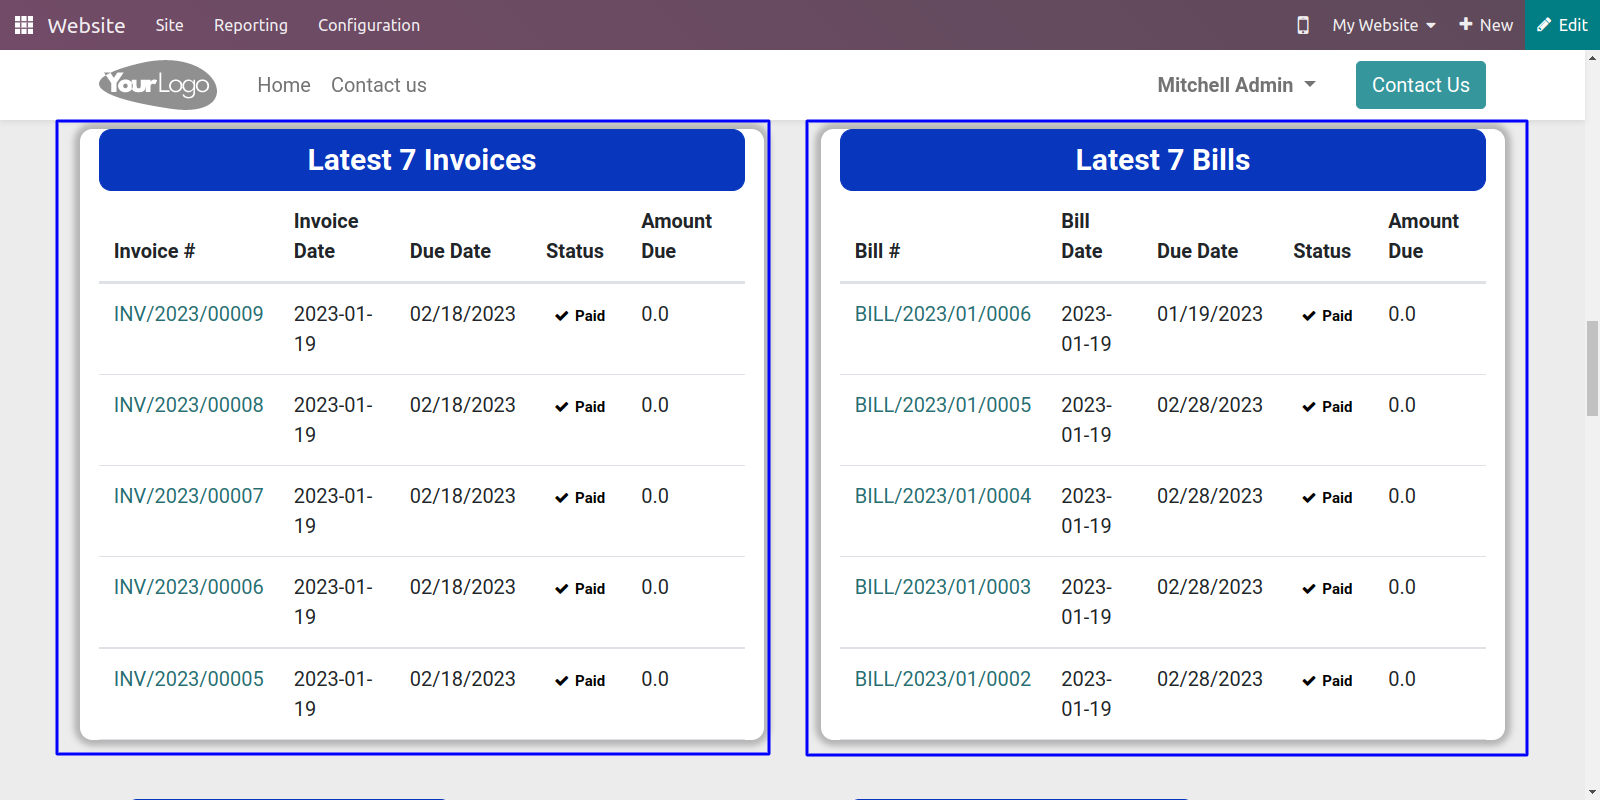 Website Site Reporting Configuration My Website New Edit
YourLogo Home Contact us Mitchell Admin Contact Us
Latest 7 Invoices
Invoice # Invoice Date Due Date Status Amount Due
INV/2023/00009 2023-01-19 02/18/2023 Paid 0.0
INV/2023/00008 2023-01-19 02/18/2023 Paid 0.0
INV/2023/00007 2023-01-19 02/18/2023 Paid 0.0
INV/2023/00006 2023-01-19 02/18/2023 Paid 0.0
INV/2023/00005 2023-01-19 02/18/2023 Paid 0.0
Latest 7 Bills
Bill # Bill Date Due Date Status Amount Due
BILL/2023/01/0006 2023-01-19 01/19/2023 Paid 0.0
BILL/2023/01/0005 2023-01-19 02/28/2023 Paid 0.0
BILL/2023/01/0004 2023-01-19 02/28/2023 Paid 0.0
BILL/2023/01/0003 2023-01-19 02/28/2023 Paid 0.0
BILL/2023/01/0002 2023-01-19 02/28/2023 Paid 0.0